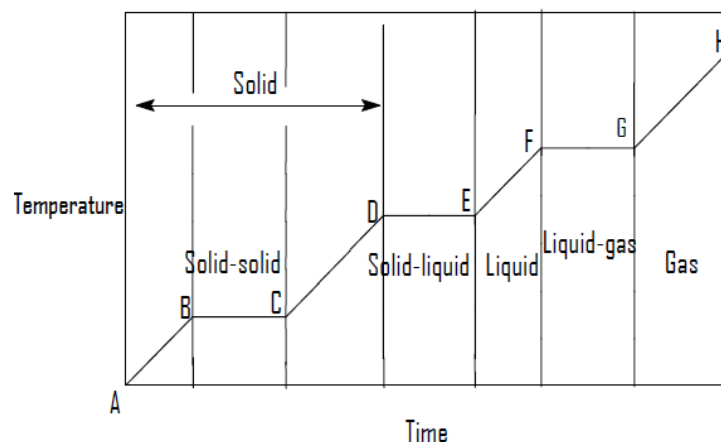 H
Solid
F
G
Temperature
D
E
Liquid-gas
Solid-solid
Solid-liquid
Liquid
Gas
B
C
A
Time